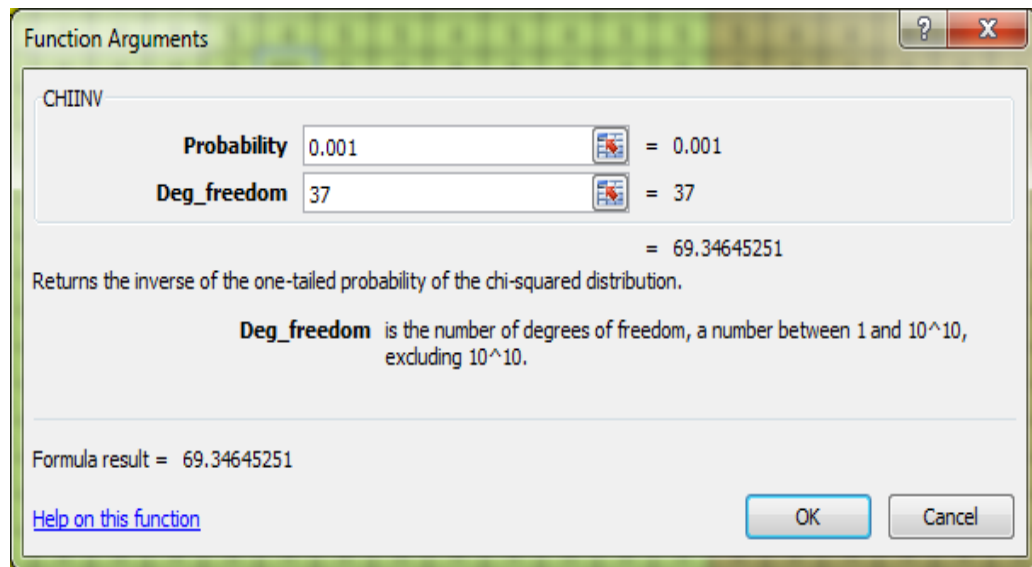 Function Arguments
? X
CHIINV
Probability 0.001 = 0.001
Deg_freedom 37 = 37
= 69.34645251
Returns the inverse of the one-tailed probability of the chi-squared distribution.
Deg_freedom is the number of degrees of freedom, a number between 1 and 10^10,
excluding 10^10.
Formula result = 69.34645251
Help on this function
OK Cancel